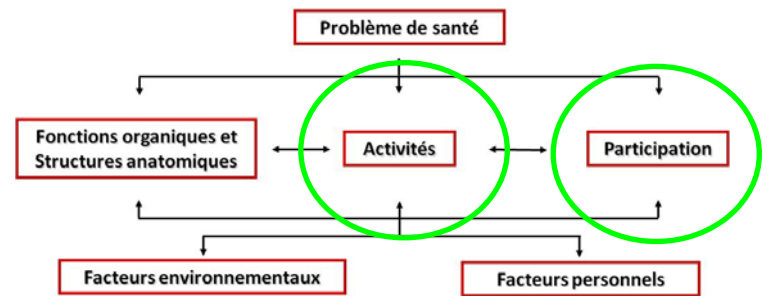 Problème de santé
Fonctions organiques et
Structures anatomiques
Activités
Participation
Facteurs environnementaux
Facteurs personnels